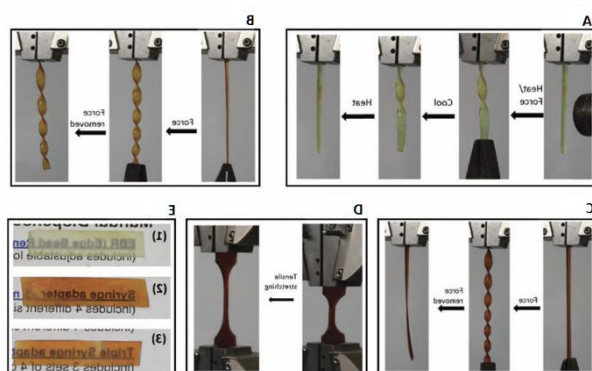 A
Heat/
Force
Cool
Heat
B
Force
Force
removed
C
Force
Force
removed
D
Tensile
stretching
E
Manual
(1)
EBR (Edge Bead
(includes adjustable
(2)
Syringe adapter
(includes 4 different
(3)
Triple Syringe
(includes 3 sets of 4